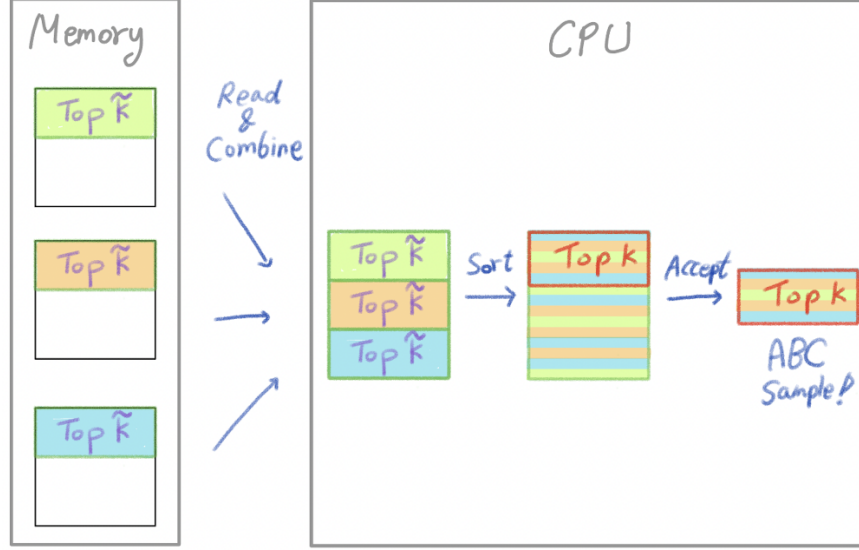 Memory
Top k̃
Top k̃
Top k̃
Read
&
Combine
CPU
Top k̃
Top k̃
Top k̃
Sort
Top k
Accept
Top k
ABC
Sample!